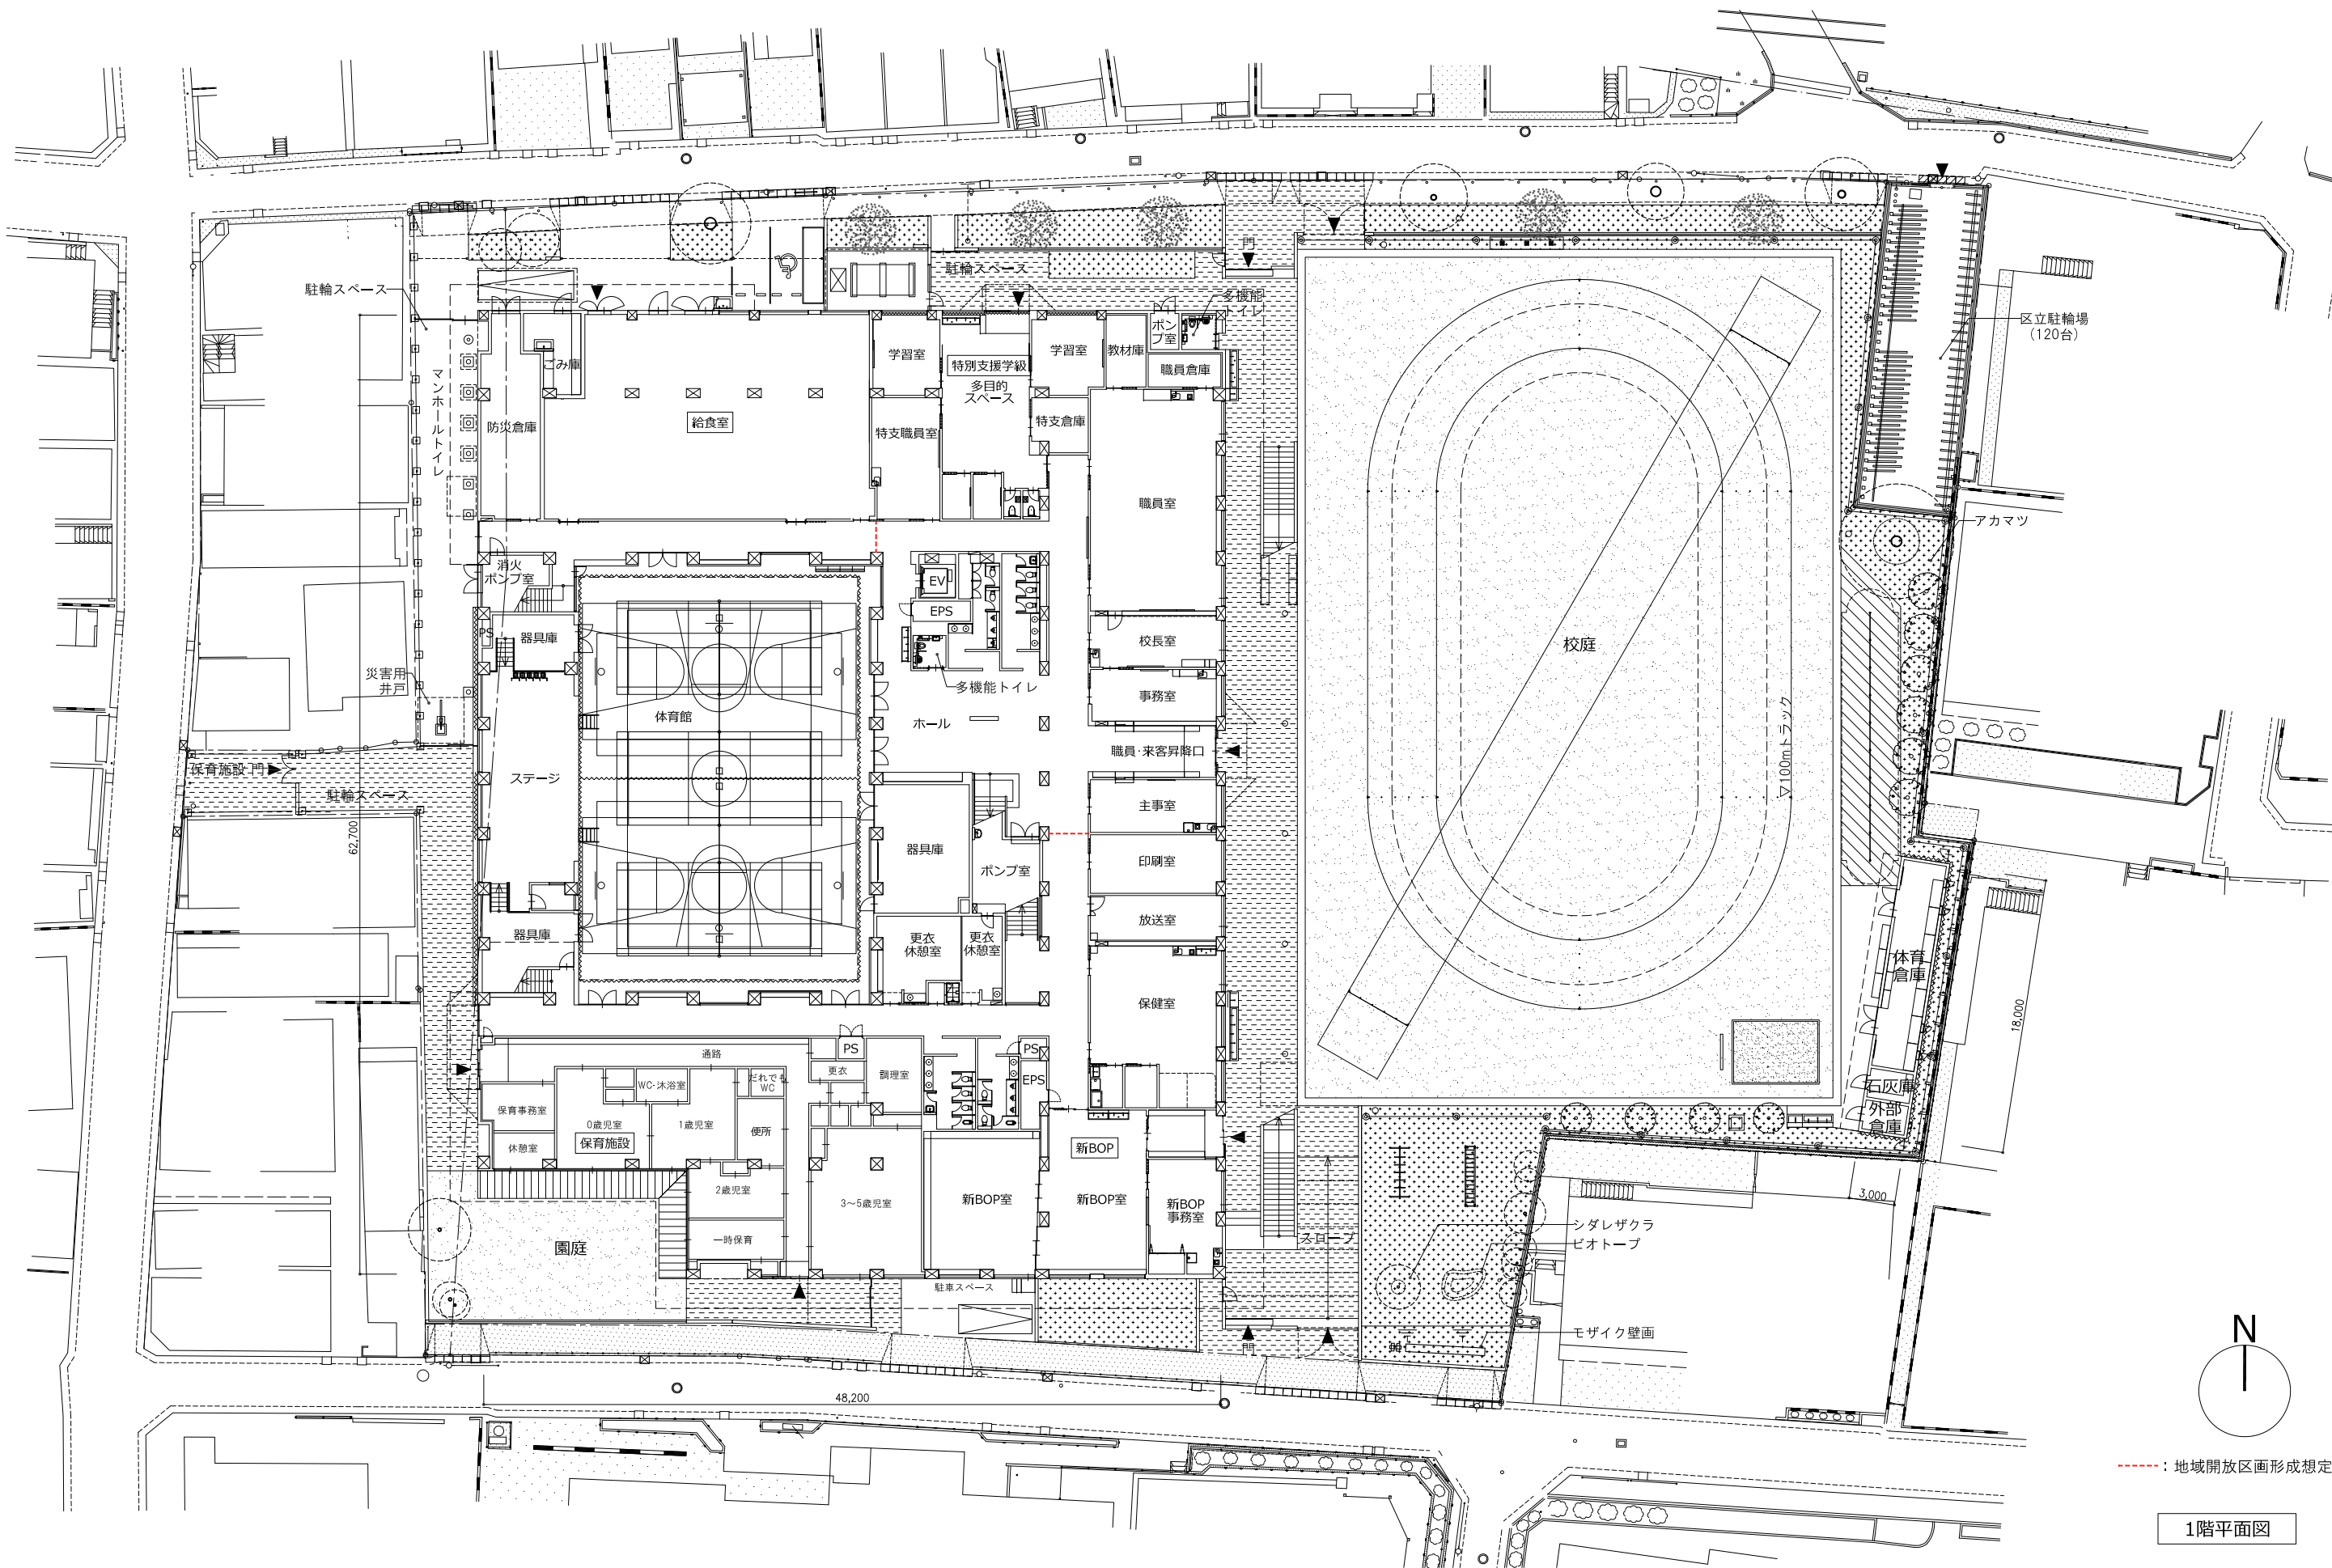 門
駐輪スペース
駐輪スペース
多機能
トイレ
区立駐輪場
(120台)
ポン
プ室
学習室
特別支援学級
多目的
スペース
学習室
教材庫
職員倉庫
ごみ庫
マンホールトイレ
防災倉庫
給食室
特支職員室
特支倉庫
職員室
アカマツ
消火
ポンプ室
EV
EPS
PS
器具庫
校長室
校庭
災害用
井戸
多機能トイレ
事務室
体育館
ホール
▽100mトラック
職員・来客昇降口
保育施設 門
ステージ
駐輪スペース
主事室
62,700
器具庫
印刷室
ポンプ室
放送室
器具庫
更衣
休憩室
更衣
休憩室
体育
倉庫
保健室
18,000
通路
PS
PS
更衣
調理室
EPS
WC・沐浴室
だれでも
WC
石灰庫
外部
倉庫
保育事務室
0歳児室
1歳児室
便所
保育施設
休憩室
新BOP
2歳児室
3～5歳児室
新BOP室
新BOP室
新BOP
事務室
3,000
シダレザクラ
一時保育
園庭
スロープ
ビオトープ
駐車スペース
モザイク壁画
門
N
48,200
：地域開放区画形成想定
1階平面図